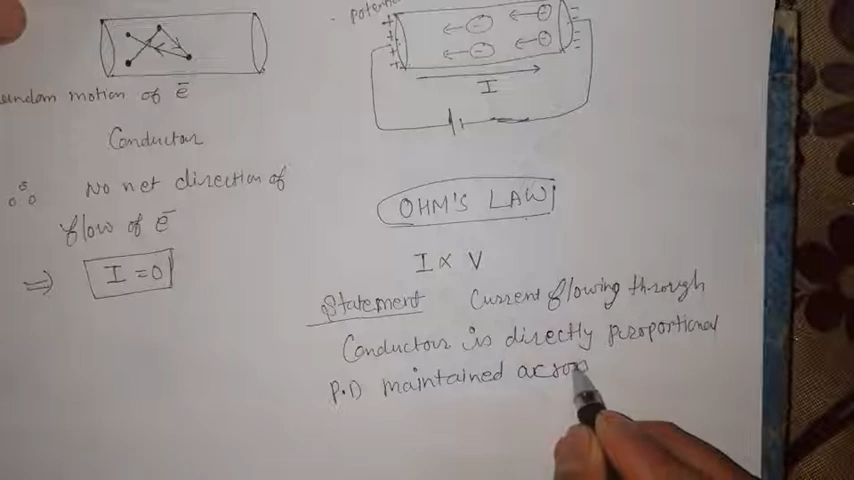 random motion of ē
Conductor
∴ No net direction of
flow of ē
⇒ I = 0
- poten
+
+
+
+
I
OHM'S LAW
I ∝ V
Statement Current flowing through
Conductor is directly proportional
P.D maintained across